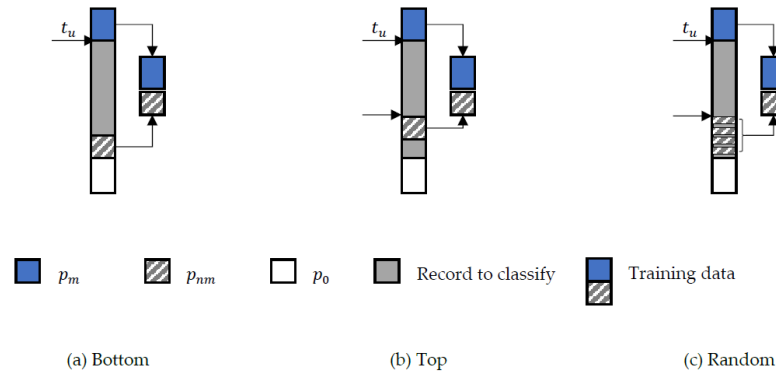 t_u t_u t_u
p_m p_nm p_0 Record to classify Training data
(a) Bottom (b) Top (c) Random